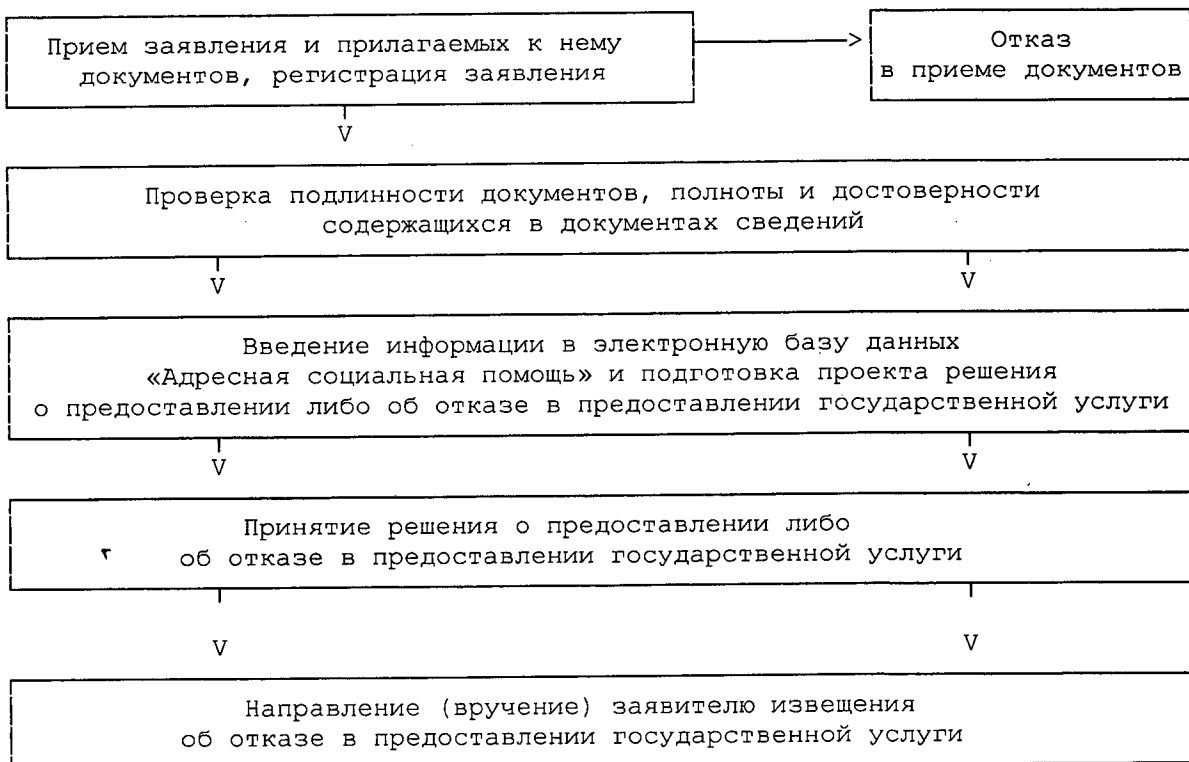 Прием заявления и прилагаемых к нему
документов, регистрация заявления
Отказ
в приеме документов
Проверка подлинности документов, полноты и достоверности
содержащихся в документах сведений
Введение информации в электронную базу данных
«Адресная социальная помощь» и подготовка проекта решения
о предоставлении либо об отказе в предоставлении государственной услуги
Принятие решения о предоставлении либо
об отказе в предоставлении государственной услуги
Направление (вручение) заявителю извещения
об отказе в предоставлении государственной услуги